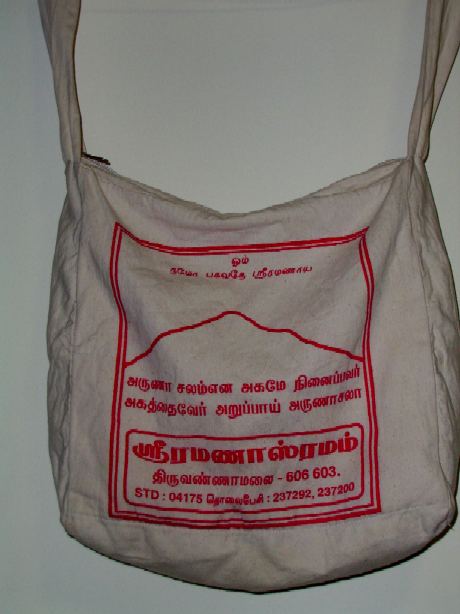 ஓம்
நமோ பகவதே ஸ்ரீரமணாய
அருணா சலம்என அகமே நினைப்பவர்
அகத்தைவேர் அறுப்பாய் அருணாசலா
ஸ்ரீரமணாஸ்ரமம்
திருவண்ணாமலை - 606 603.
STD : 04175 தொலைபேசி : 237292, 237200